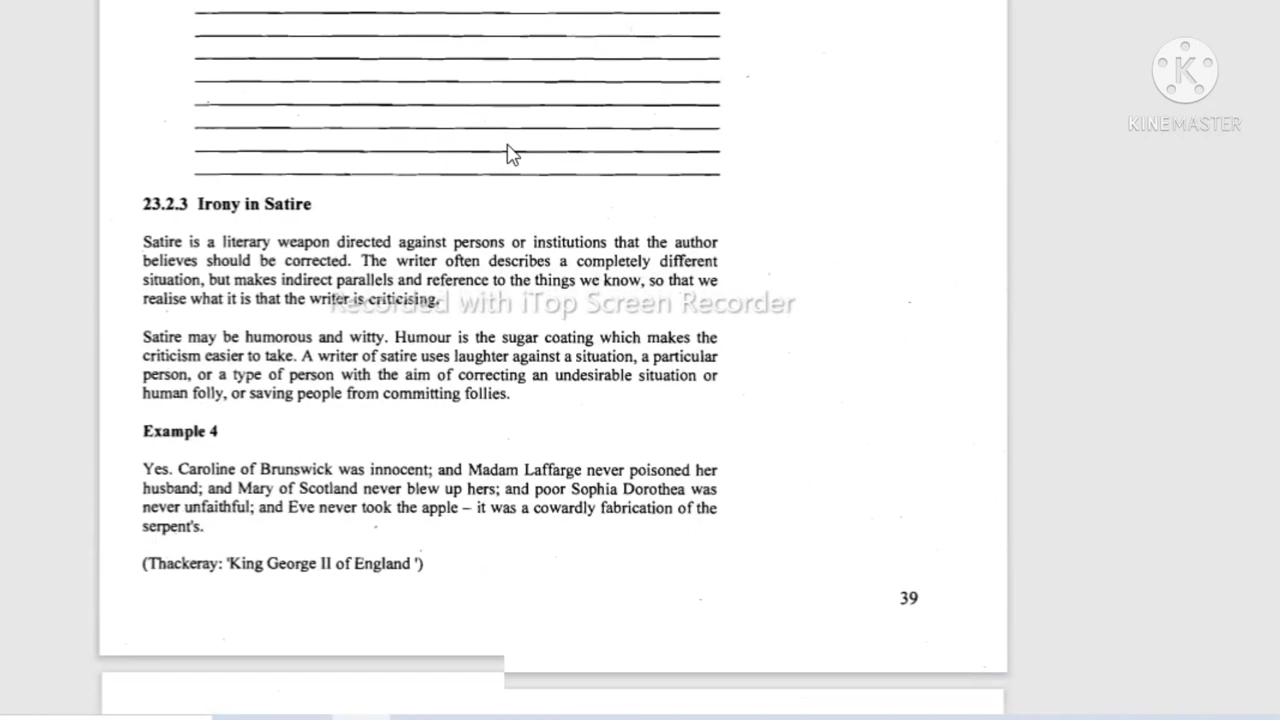 KINEMASTER
23.2.3 Irony in Satire
Satire is a literary weapon directed against persons or institutions that the author
believes should be corrected. The writer often describes a completely different
situation, but makes indirect parallels and reference to the things we know, so that we
realise what it is that the writer is criticising.
Recorded with iTop Screen Recorder
Satire may be humorous and witty. Humour is the sugar coating which makes the
criticism easier to take. A writer of satire uses laughter against a situation, a particular
person, or a type of person with the aim of correcting an undesirable situation or
human folly, or saving people from committing follies.
Example 4
Yes. Caroline of Brunswick was innocent; and Madam Laffarge never poisoned her
husband; and Mary of Scotland never blew up hers; and poor Sophia Dorothea was
never unfaithful; and Eve never took the apple – it was a cowardly fabrication of the
serpent's.
(Thackeray: 'King George II of England ')
39